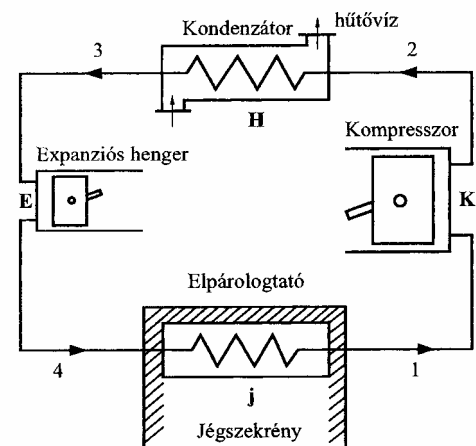 Kondenzátor
hűtővíz
3
2
H
Kompresszor
Expanziós henger
E
K
Elpárologtató
4
1
j
Jégszekrény